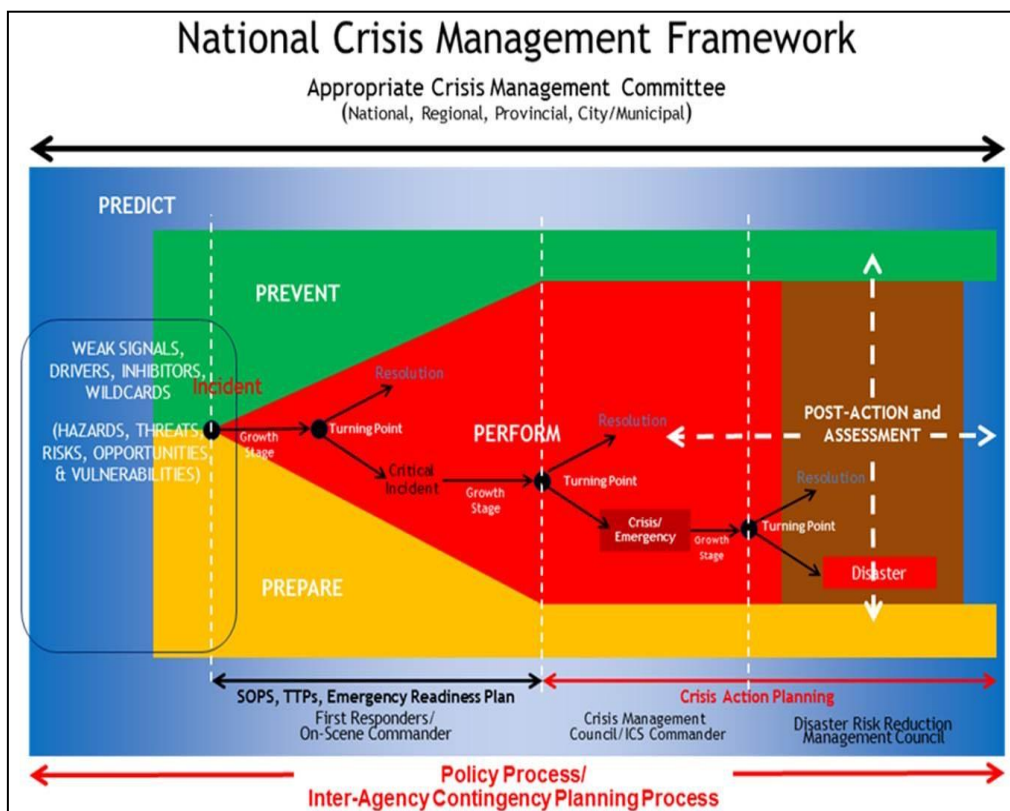 National Crisis Management Framework
Appropriate Crisis Management Committee
(National, Regional, Provincial, City/Municipal)
PREDICT
PREVENT
WEAK SIGNALS,
DRIVERS, INHIBITORS,
WILDCARDS
(HAZARDS, THREATS,
RISKS, OPPORTUNITIES
& VULNERABILITIES)
Incident
Growth
Stage
Turning Point
Resolution
Critical
Incident
Growth
Stage
PERFORM
Resolution
Turning Point
Crisis/
Emergency
Growth
Stage
Resolution
Turning Point
Disaster
POST-ACTION and
ASSESSMENT
PREPARE
SOPS, TTPs, Emergency Readiness Plan
First Responders/
On-Scene Commander
Crisis Action Planning
Crisis Management
Council/ICS Commander
Disaster Risk Reduction
Management Council
Policy Process/
Inter-Agency Contingency Planning Process